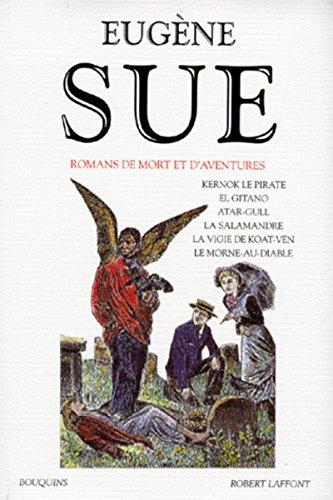 EUGÈNE
SUE
ROMANS DE MORT ET D'AVENTURES
KERNOK LE PIRATE
EL GITANO
ATAR-GULL
LA SALAMANDRE
LA VIGIE DE KOAT-VËN
LE MORNE-AU-DIABLE
BOUQUINS
ROBERT LAFFONT